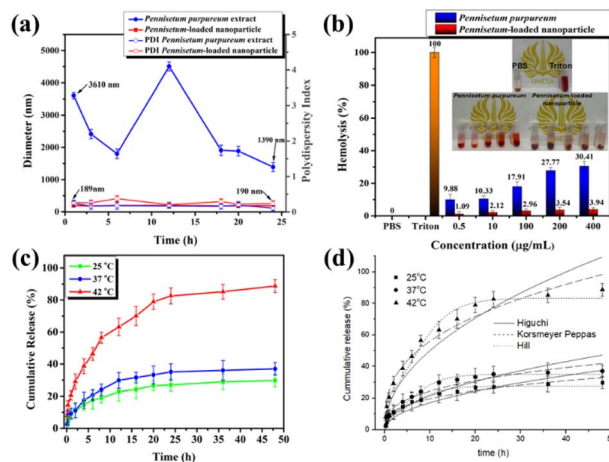 (a)
Pennisetum purpureum extract
Pennisetum-loaded nanoparticle
PDI Pennisetum purpureum extract
PDI Pennisetum-loaded nanoparticle
Diameter (nm)
5000
4000
3000
2000
1000
0
3610 nm
1390 nm
189nm
190 nm
Polydispersity Index
5
4
3
2
1
0
0 5 10 15 20 25
Time (h)
(b)
Pennisetum purpureum
Pennisetum-loaded nanoparticle
Hemolysis (%)
100
80
60
40
20
0
100
PBS
Triton
UNESA
Pennisetum purpureum
Pennisetum-loaded nanoparticle
0
9.88
1.09
10.33
2.12
17.91
2.96
27.77
3.54
30.41
3.94
PBS Triton 0.5 10 100 200 400
Concentration (µg/mL)
(c)
25 °C
37 °C
42 °C
Cumulative Release (%)
100
80
60
40
20
0
0 5 10 15 20 25 30 35 40 45 50
Time (h)
(d)
25°C
37°C
42°C
Higuchi
Korsmeyer Peppas
Hill
Cummulative release (%)
100
80
60
40
20
0
0 10 20 30 40
time (h)